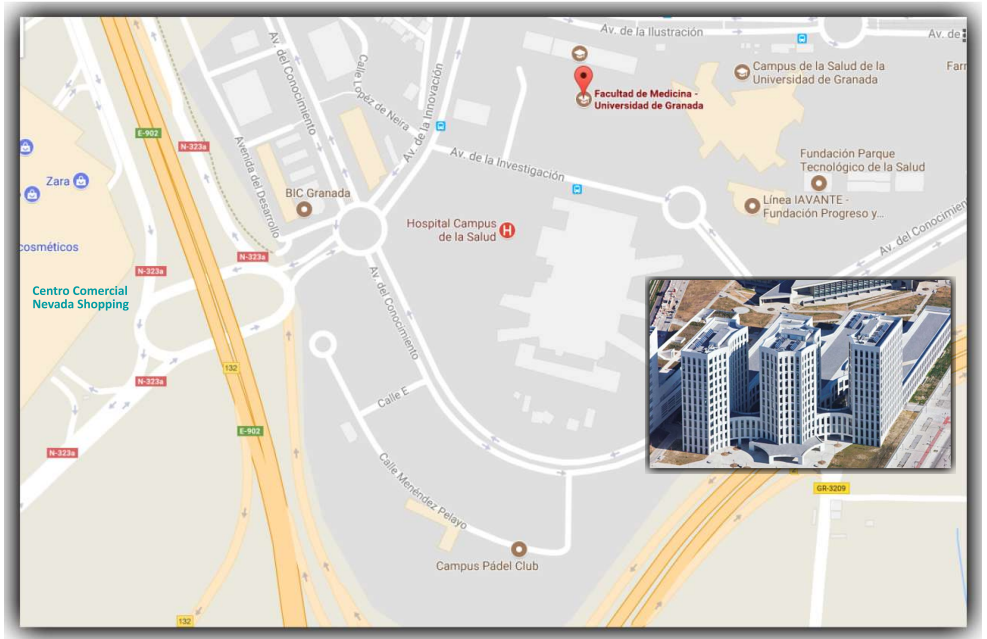 Av. de la Ilustración
Av. de
Campus de la Salud de la
Universidad de Granada
Farr
Facultad de Medicina -
Universidad de Granada
Av. del Conocimiento
Calle Lopéz de Neira
Av. de la Innovación
E-902
N-323a
Avenida del Desarrollo
Zara
Av. de la Investigación
Fundación Parque
Tecnológico de la Salud
BIC Granada
Línea IAVANTE -
Fundación Progreso y...
Hospital Campus
de la Salud
H
Av. del Conocimien
cosméticos
N-323a
N-323a
Centro Comercial
Nevada Shopping
Av. del Conocimiento
132
N-323a
Calle E
E-902
N-323a
Calle Menéndez Pelayo
GR-3209
Campus Pádel Club
132